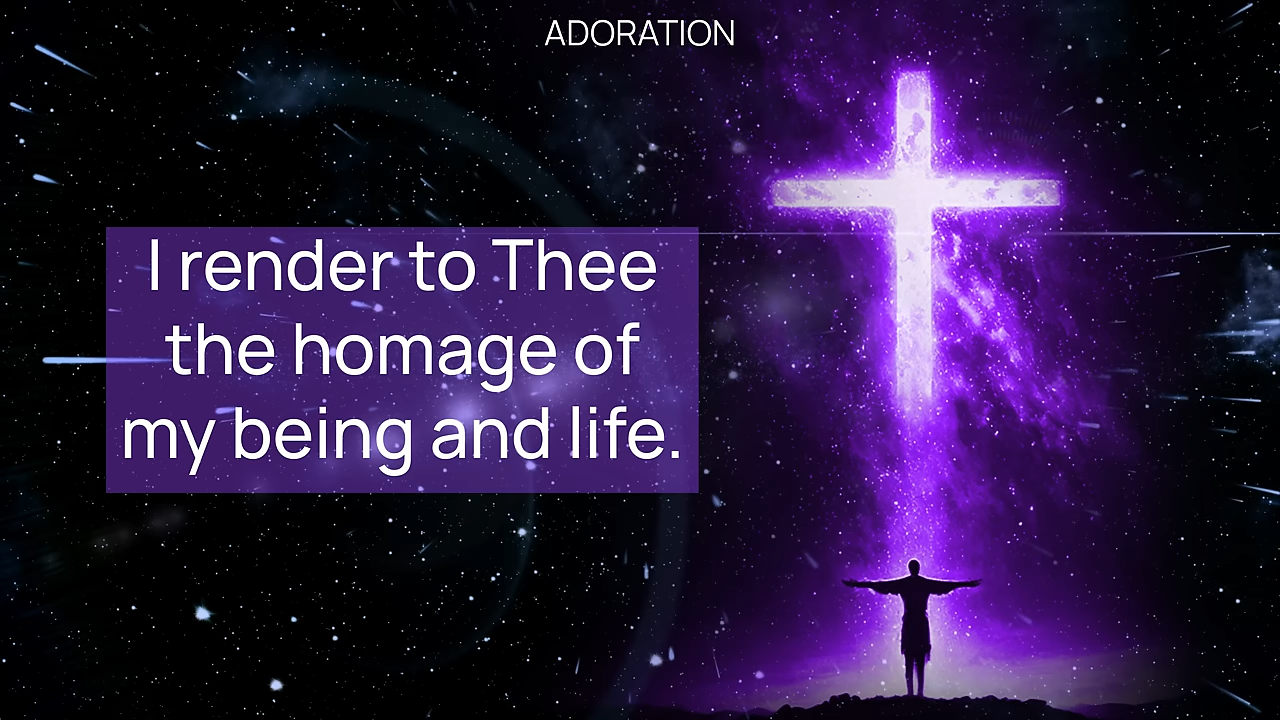 ADORATION
I render to Thee
the homage of
my being and life.